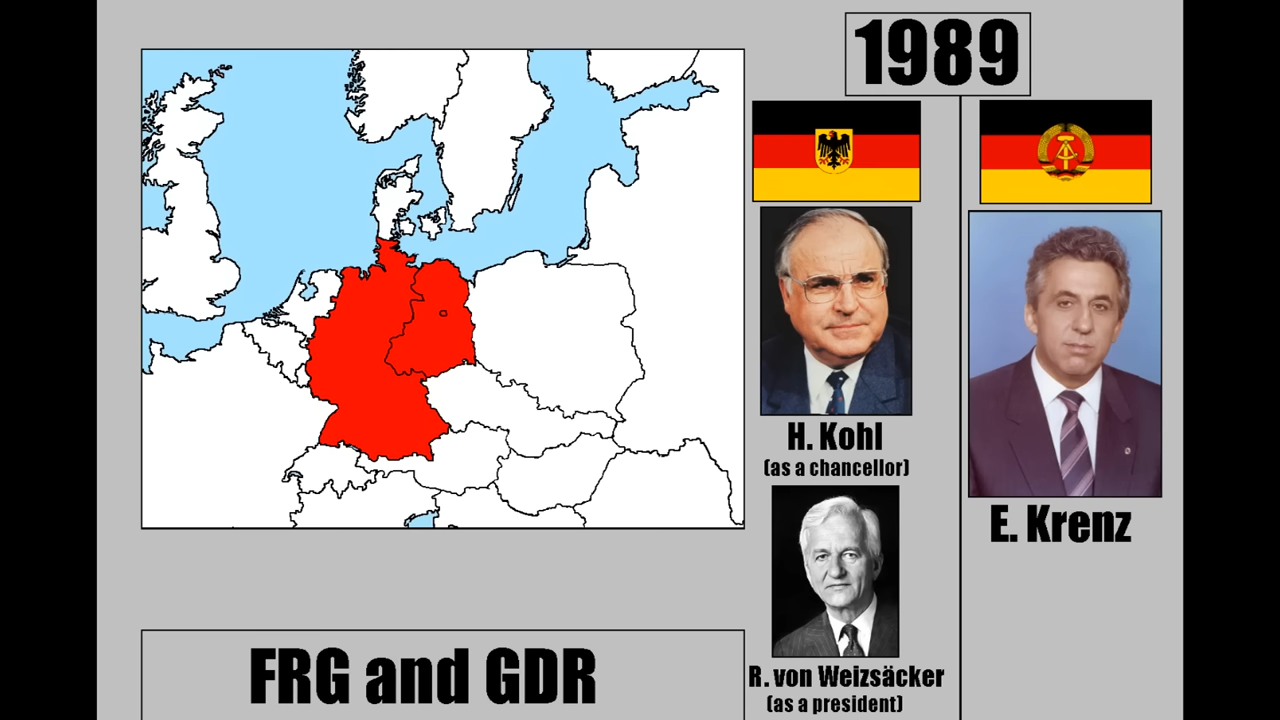 1989
H. Kohl
(as a chancellor)
E. Krenz
R. von Weizsäcker
(as a president)
FRG and GDR